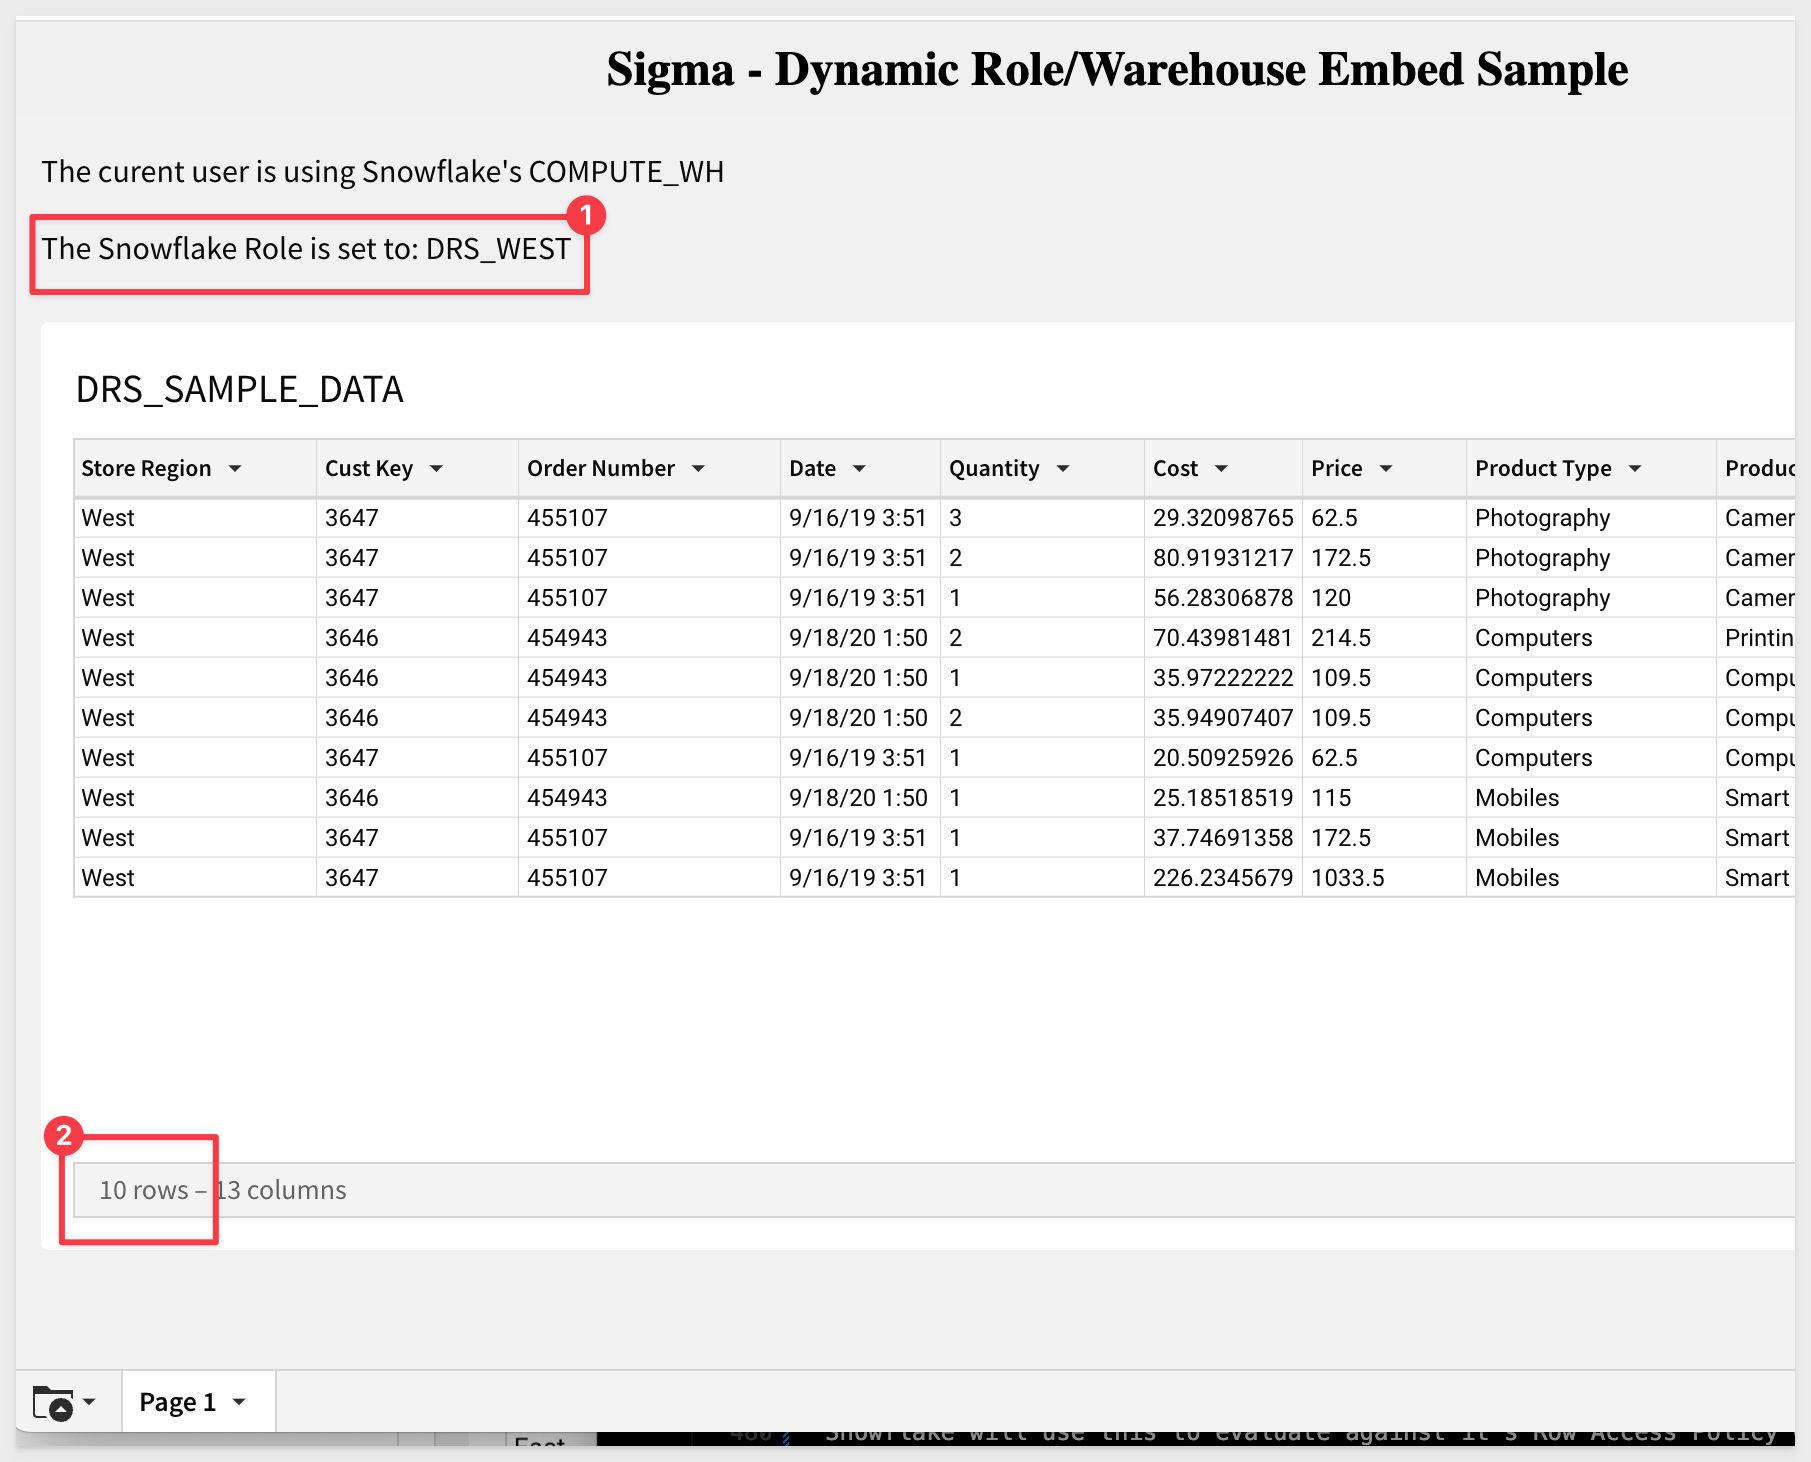 Sigma - Dynamic Role/Warehouse Embed Sample
The curent user is using Snowflake's COMPUTE_WH
1
The Snowflake Role is set to: DRS_WEST
DRS_SAMPLE_DATA
Store Region Cust Key Order Number Date Quantity Cost Price Product Type Produc
West 3647 455107 9/16/19 3:51 3 29.32098765 62.5 Photography Camer
West 3647 455107 9/16/19 3:51 2 80.91931217 172.5 Photography Camer
West 3647 455107 9/16/19 3:51 1 56.28306878 120 Photography Camer
West 3646 454943 9/18/20 1:50 2 70.43981481 214.5 Computers Printin
West 3646 454943 9/18/20 1:50 1 35.97222222 109.5 Computers Compu
West 3646 454943 9/18/20 1:50 2 35.94907407 109.5 Computers Compu
West 3647 455107 9/16/19 3:51 1 20.50925926 62.5 Computers Compu
West 3646 454943 9/18/20 1:50 1 25.18518519 115 Mobiles Smart
West 3647 455107 9/16/19 3:51 1 37.74691358 172.5 Mobiles Smart
West 3647 455107 9/16/19 3:51 1 226.2345679 1033.5 Mobiles Smart
2
10 rows – 13 columns
Page 1
East 480 Snowflake will use this to evaluate against it's Row Access Policy